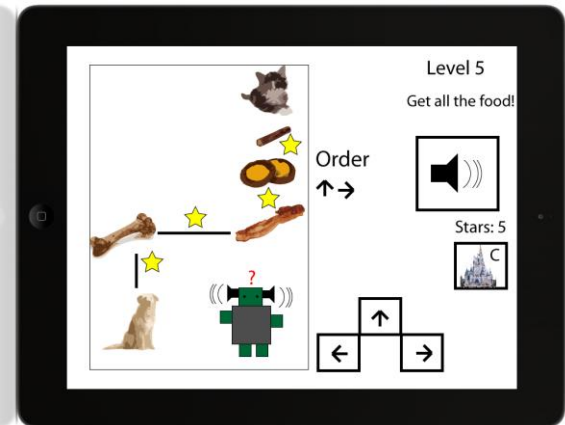 Level 5
Get all the food!
Order
↑→
Stars: 5
C
?
↑
← →